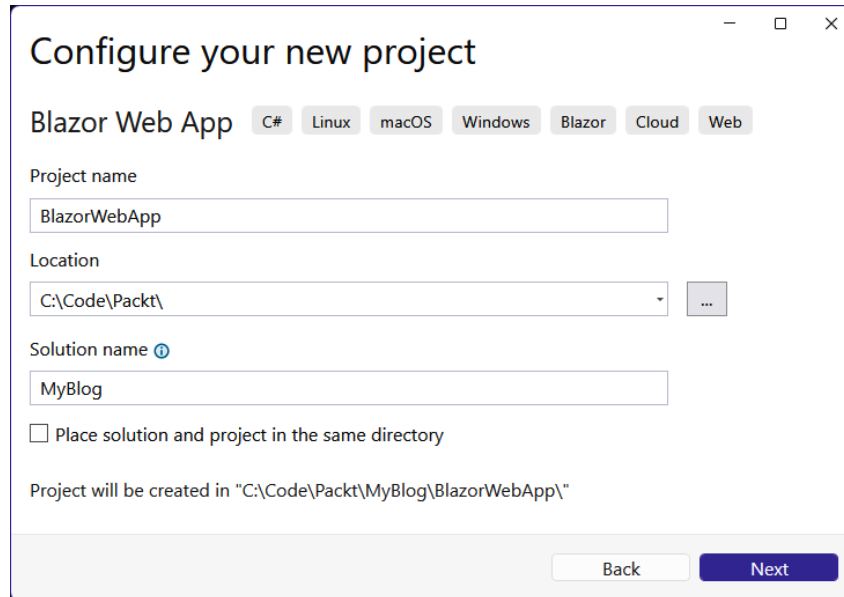 Configure your new project
Blazor Web App C# Linux macOS Windows Blazor Cloud Web
Project name
BlazorWebApp
Location
C:\Code\Packt\
...
Solution name
MyBlog
Place solution and project in the same directory
Project will be created in "C:\Code\Packt\MyBlog\BlazorWebApp\"
Back Next